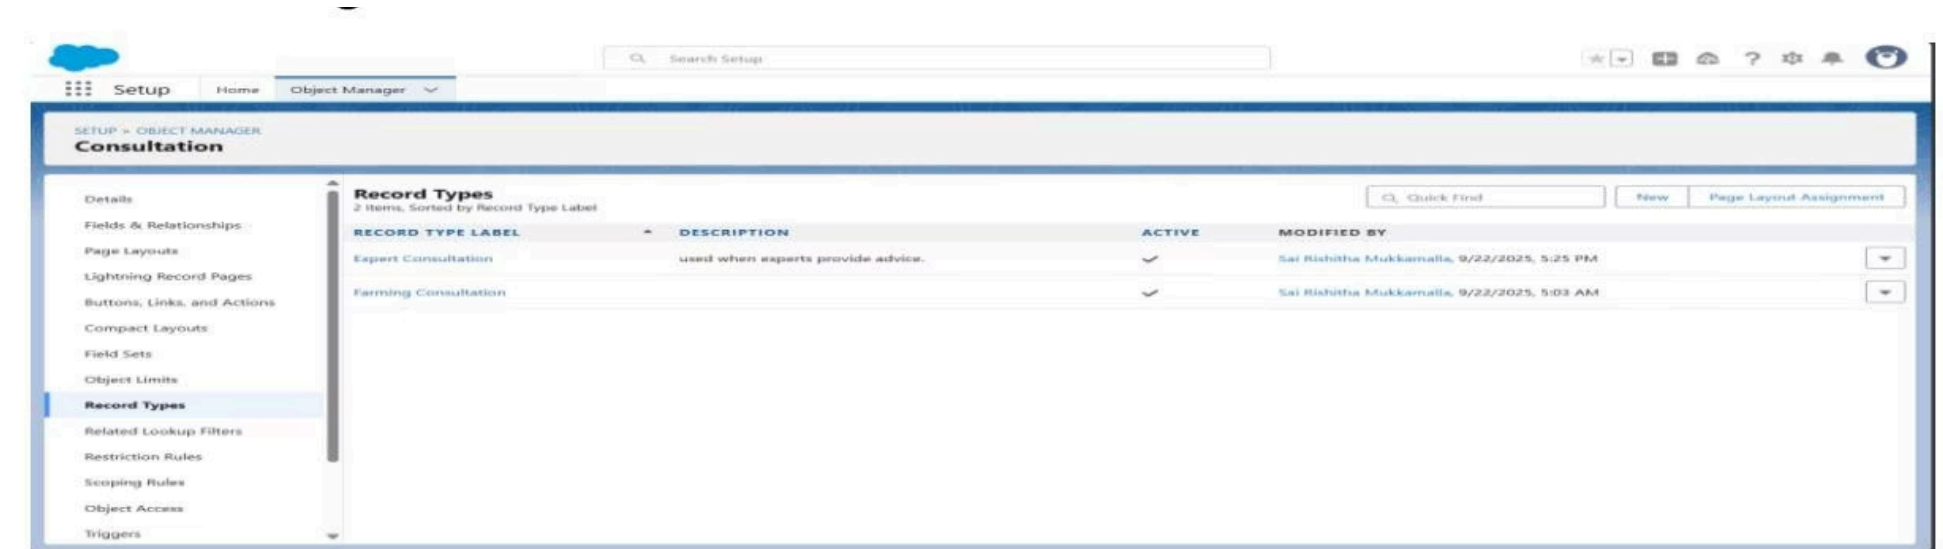 Search Setup
Setup Home Object Manager
SETUP > OBJECT MANAGER
Consultation
Details
Fields & Relationships
Page Layouts
Lightning Record Pages
Buttons, Links, and Actions
Compact Layouts
Field Sets
Object Limits
Record Types
Related Lookup Filters
Restriction Rules
Scoping Rules
Object Access
Triggers
Record Types
2 Items, Sorted by Record Type Label
Quick Find New Page Layout Assignment
RECORD TYPE LABEL DESCRIPTION ACTIVE MODIFIED BY
Expert Consultation used when experts provide advice. Sai Rishitha Mukkamalla, 9/22/2025, 5:25 PM
Farming Consultation Sai Rishitha Mukkamalla, 9/22/2025, 5:03 AM